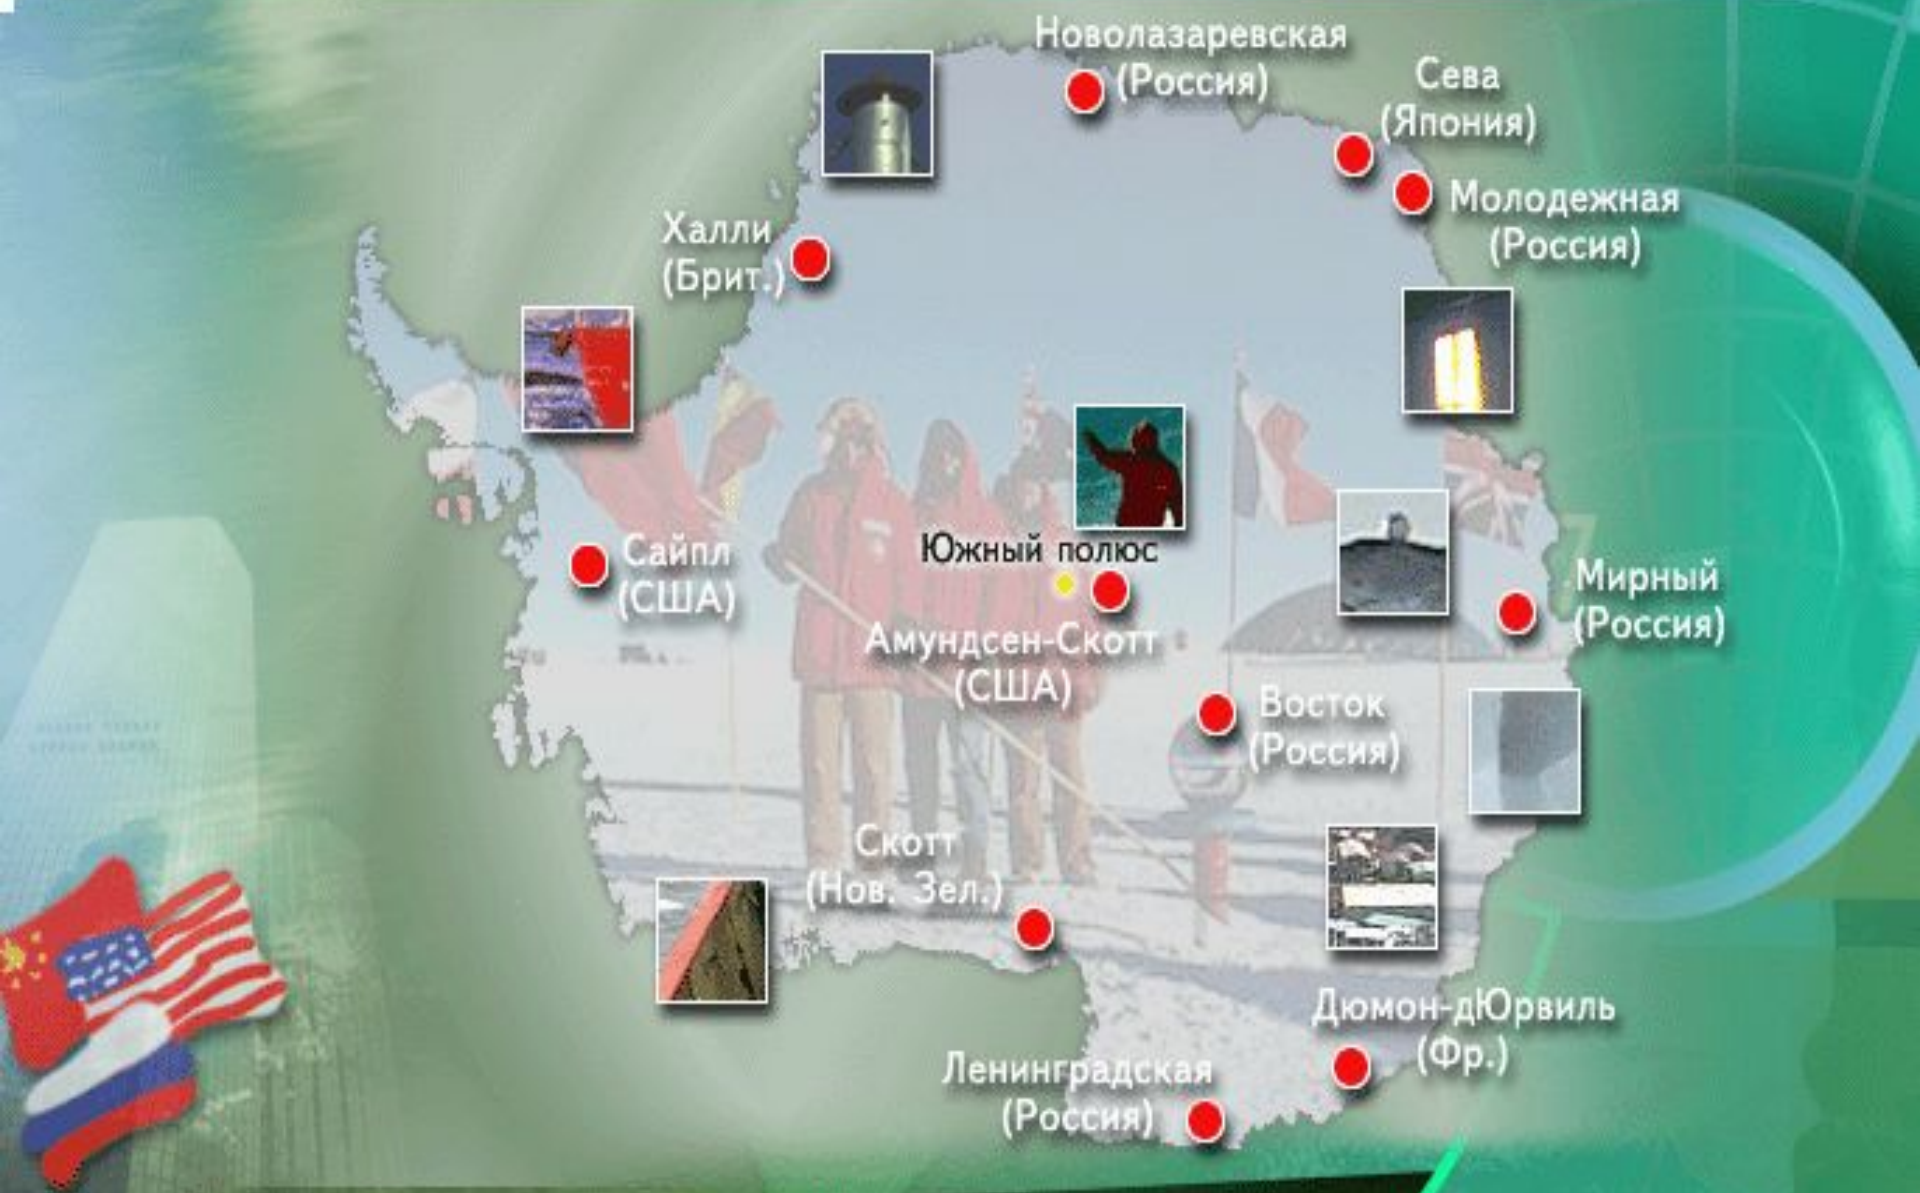 Новолазаревская
(Россия)
Сева
(Япония)
Молодежная
(Россия)
Халли
(Брит.)
Южный полюс
Сайпл
(США)
Амундсен-Скотт
(США)
Мирный
(Россия)
Восток
(Россия)
Скотт
(Нов. Зел.)
Дюмон-дЮрвиль
(Фр.)
Ленинградская
(Россия)